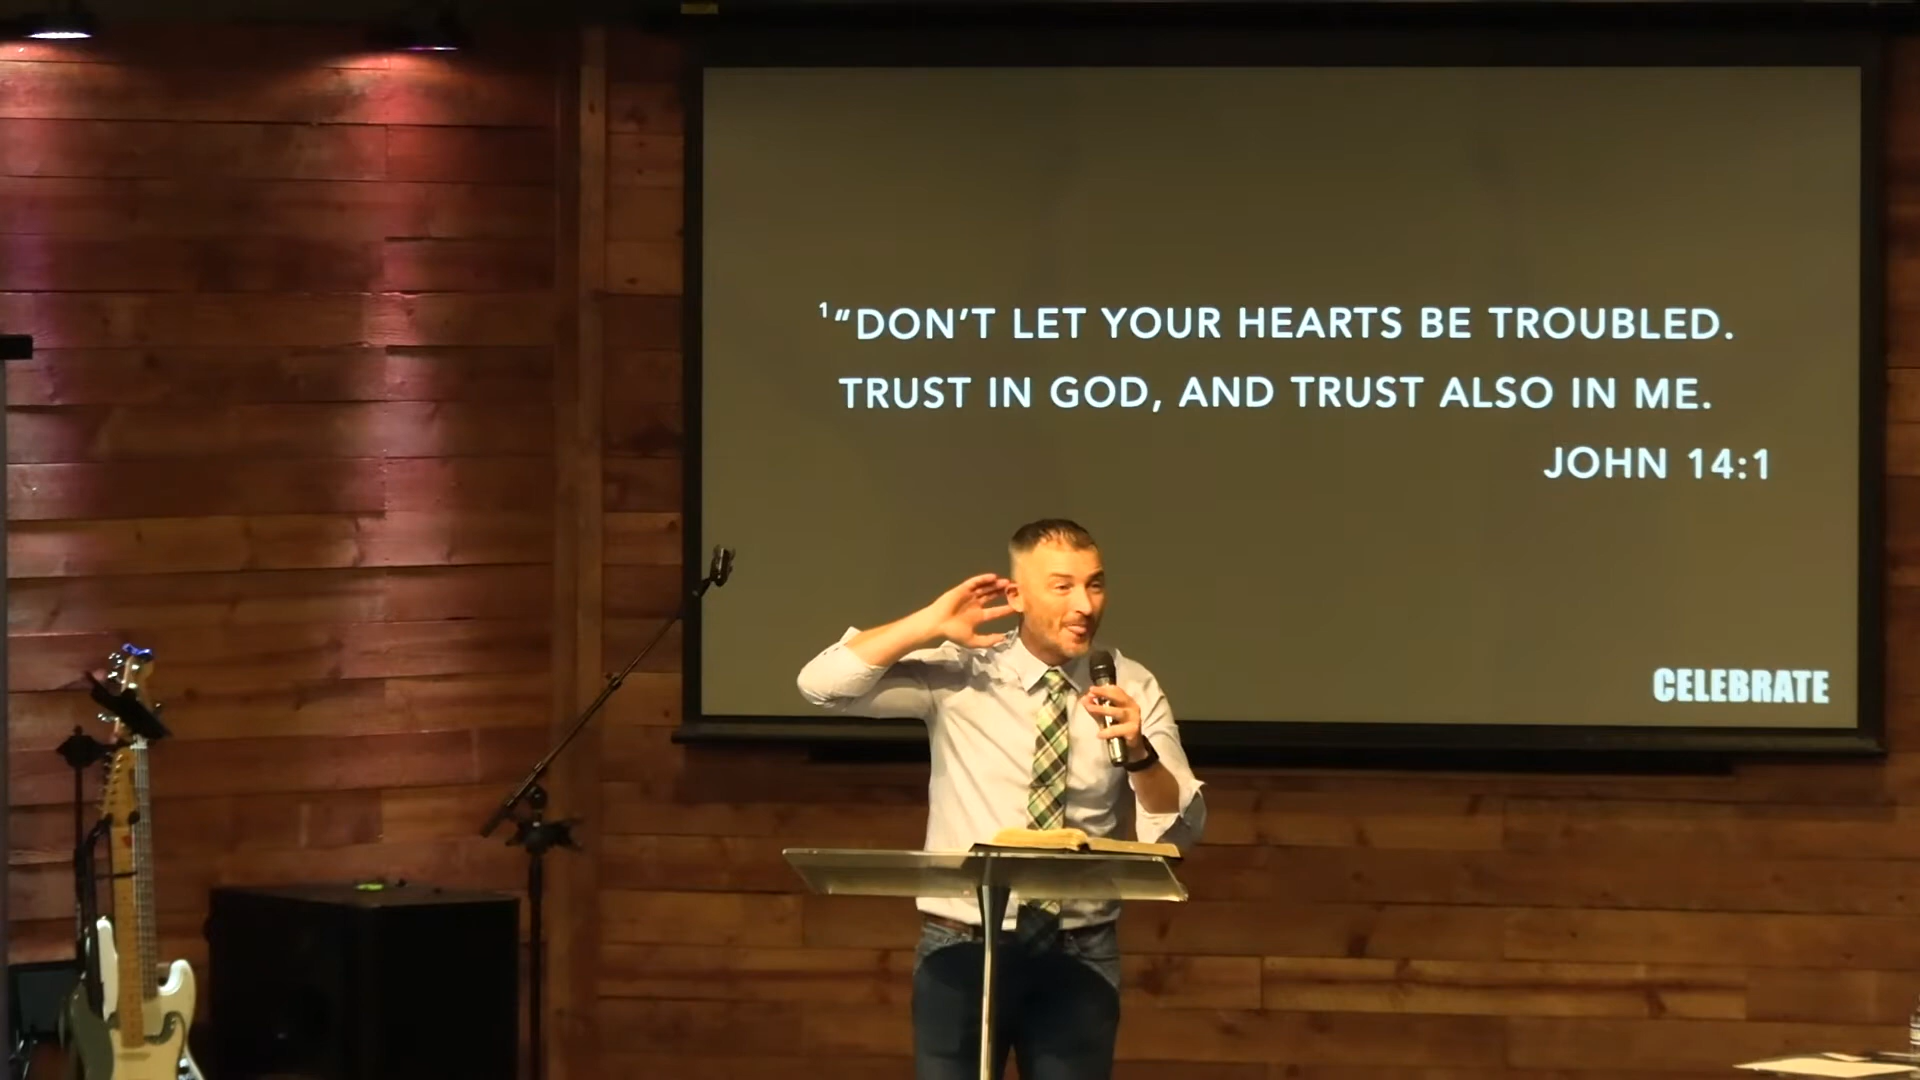 ¹“DON’T LET YOUR HEARTS BE TROUBLED.
TRUST IN GOD, AND TRUST ALSO IN ME.
JOHN 14:1
CELEBRATE